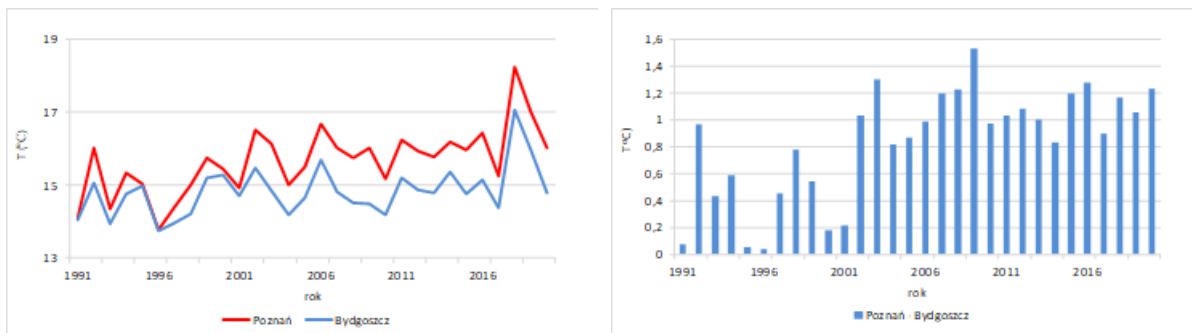 19
17
15
13
T (°C)
1991 1996 2001 2006 2011 2016
rok
Poznań Bydgoszcz
1,6
1,4
1,2
1
0,8
0,6
0,4
0,2
0
T°C)
1991 1996 2001 2006 2011 2016
rok
Poznań - Bydgoszcz